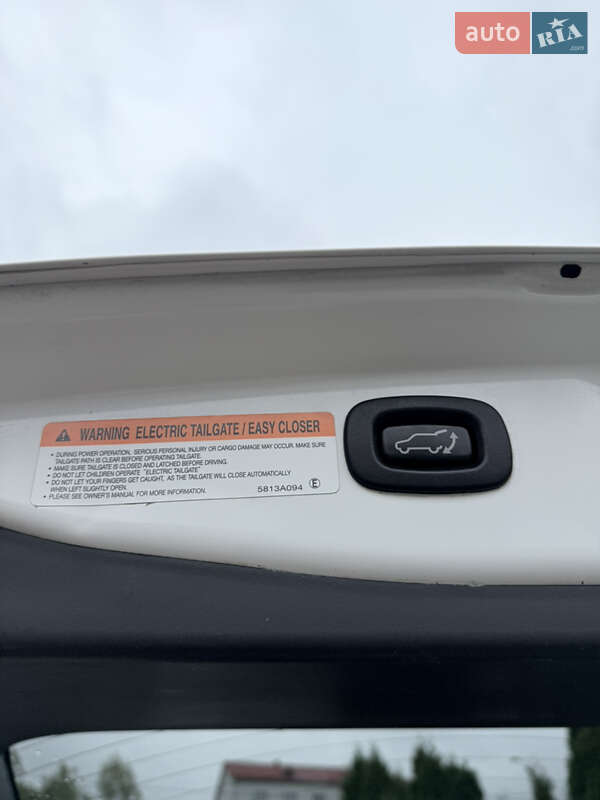 auto RIA
.com
WARNING ELECTRIC TAILGATE / EASY CLOSER
• DURING POWER OPERATION, SERIOUS PERSONAL INJURY OR CARGO DAMAGE MAY OCCUR. MAKE SURE
TAILGATE PATH IS CLEAR BEFORE OPERATING TAILGATE.
• MAKE SURE TAILGATE IS CLOSED AND LATCHED BEFORE DRIVING.
• DO NOT LET CHILDREN OPERATE "ELECTRIC TAILGATE"
• DO NOT LET YOUR FINGERS GET CAUGHT, AS THE TAILGATE WILL CLOSE AUTOMATICALLY
WHEN LEFT SLIGHTLY OPEN.
• PLEASE SEE OWNER'S MANUAL FOR MORE INFORMATION.
5813A094 E